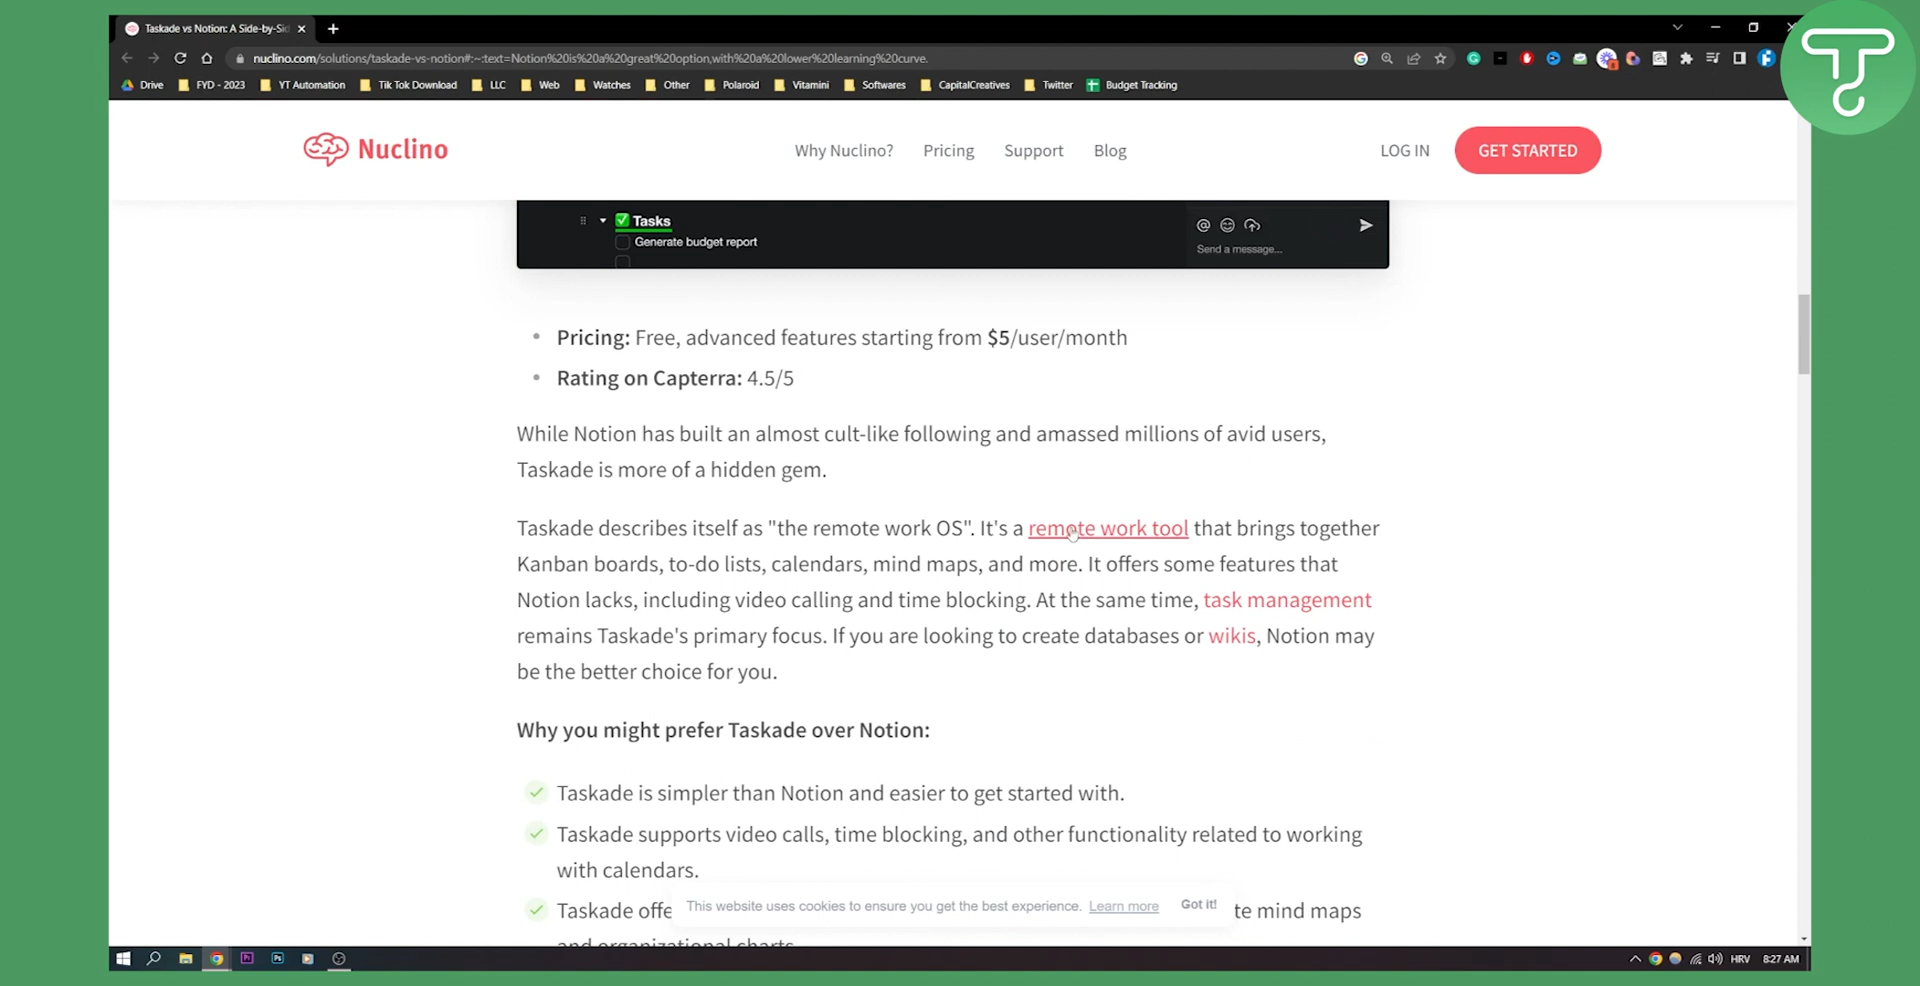 Taskade vs Notion: A Side-by-Sid
nuclino.com/solutions/taskade-vs-notion#:~:text=Notion%20is%20a%20great%20option,with%20a%20lower%20learning%20curve.
Drive FYD - 2023 YT Automation Tik Tok Download LLC Web Watches Other Polaroid Vitamini Softwares CapitalCreatives Twitter Budget Tracking
Nuclino Why Nuclino? Pricing Support Blog LOG IN GET STARTED
Tasks
Generate budget report
Send a message...
• Pricing: Free, advanced features starting from $5/user/month
• Rating on Capterra: 4.5/5
While Notion has built an almost cult-like following and amassed millions of avid users,
Taskade is more of a hidden gem.
Taskade describes itself as "the remote work OS". It's a remote work tool that brings together
Kanban boards, to-do lists, calendars, mind maps, and more. It offers some features that
Notion lacks, including video calling and time blocking. At the same time, task management
remains Taskade's primary focus. If you are looking to create databases or wikis, Notion may
be the better choice for you.
Why you might prefer Taskade over Notion:
Taskade is simpler than Notion and easier to get started with.
Taskade supports video calls, time blocking, and other functionality related to working
with calendars.
Taskade offe
This website uses cookies to ensure you get the best experience. Learn more Got it!
te mind maps
and organizational charts
HRV 8:27 AM